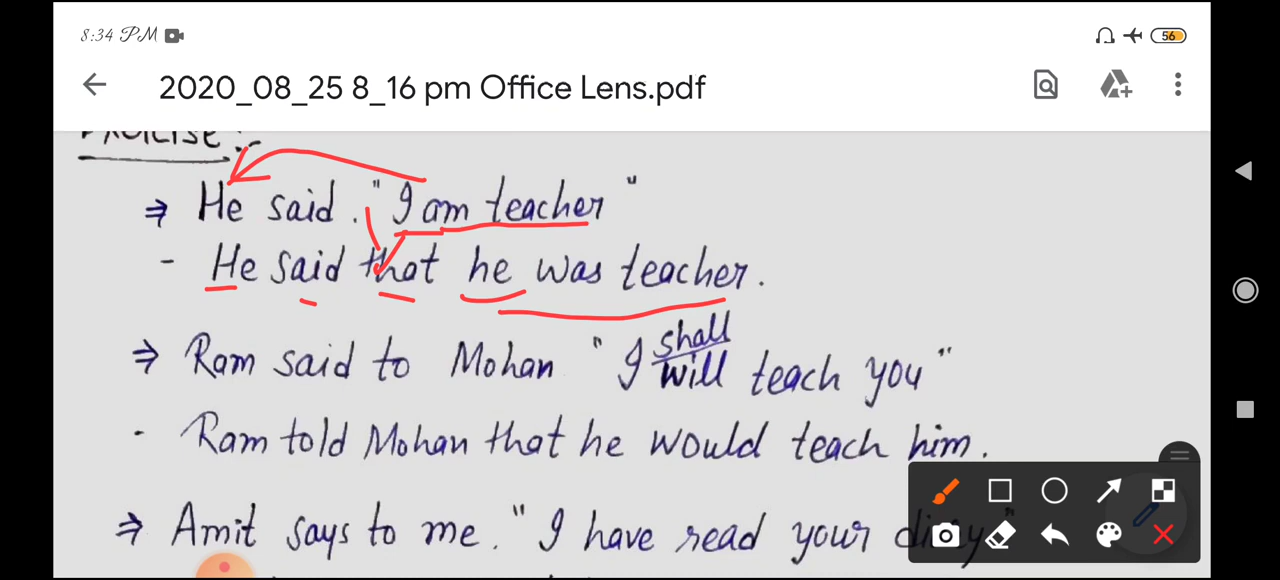 8:34 PM
56
2020_08_25 8_16 pm Office Lens.pdf
PRACTISE :-
⇒ He said. "I am teacher"
- He said that he was teacher.
⇒ Ram said to Mohan "I shall/will teach you"
- Ram told Mohan that he would teach him.
⇒ Amit says to me. "I have read your diary"